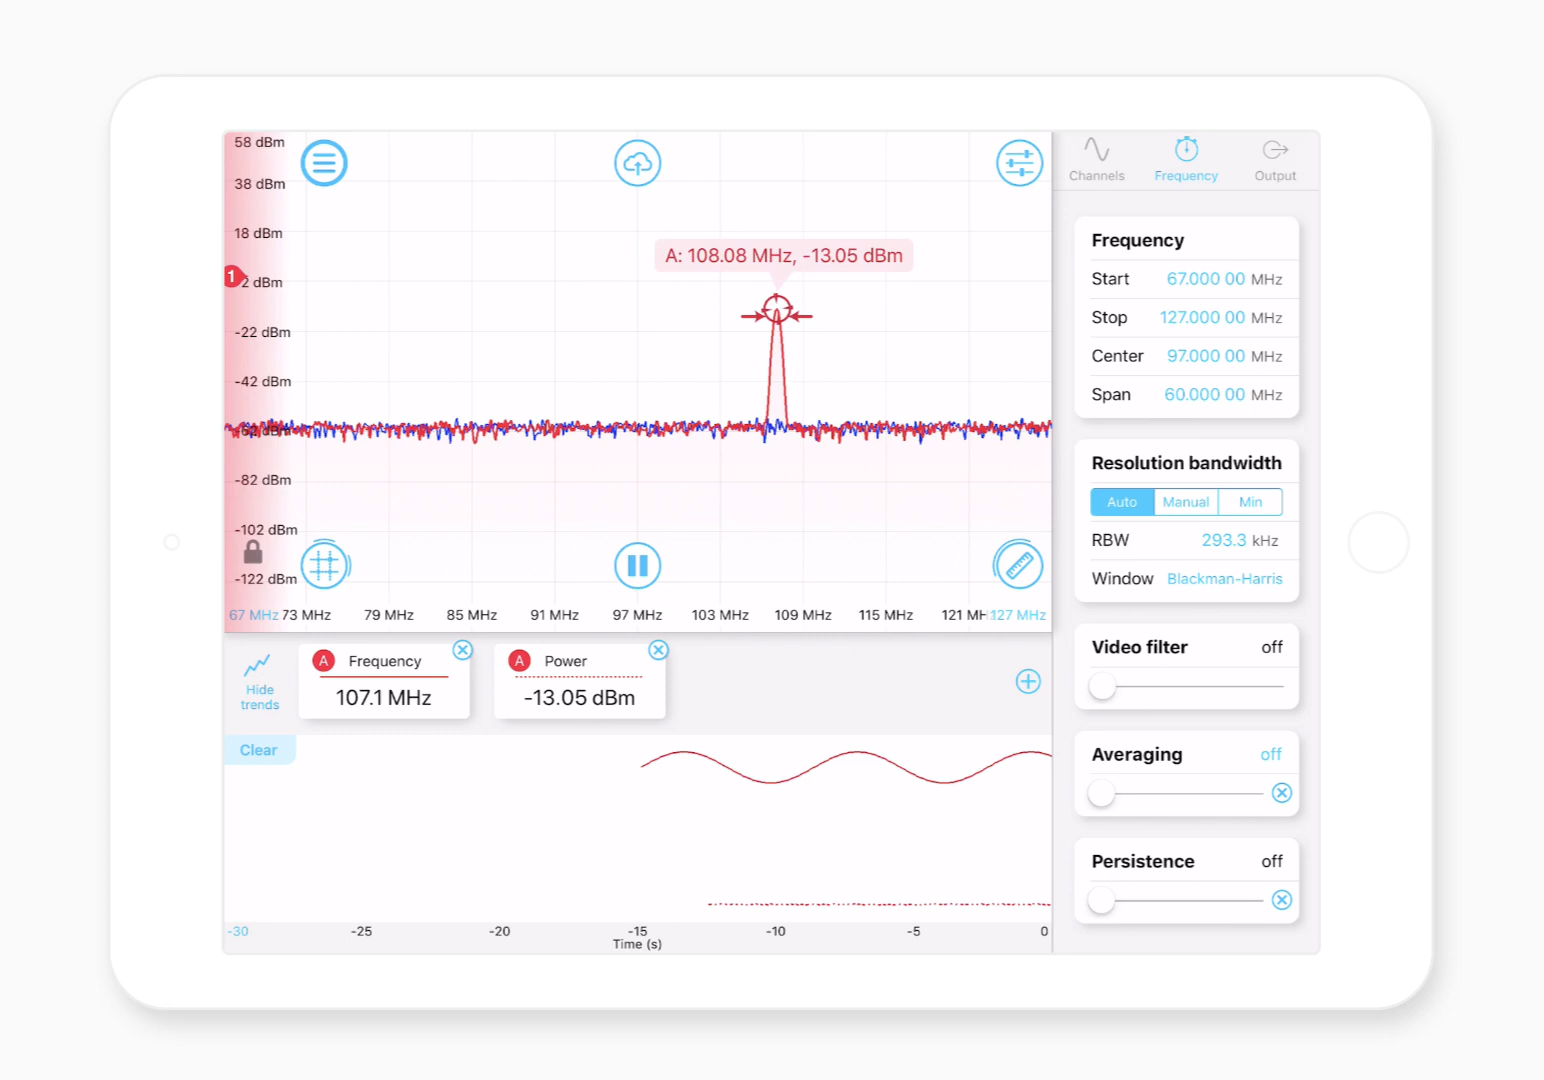 58 dBm
38 dBm
18 dBm
1
2 dBm
-22 dBm
-42 dBm
-62 dBm
-82 dBm
-102 dBm
-122 dBm
A: 108.08 MHz, -13.05 dBm
67 MHz 73 MHz 79 MHz 85 MHz 91 MHz 97 MHz 103 MHz 109 MHz 115 MHz 121 MH 127 MHz
Hide
trends
A Frequency
107.1 MHz
A Power
-13.05 dBm
Clear
-30 -25 -20 -15 -10 -5 0
Time (s)
Channels Frequency Output
Frequency
Start 67.000 00 MHz
Stop 127.000 00 MHz
Center 97.000 00 MHz
Span 60.000 00 MHz
Resolution bandwidth
Auto Manual Min
RBW 293.3 kHz
Window Blackman-Harris
Video filter off
Averaging off
Persistence off